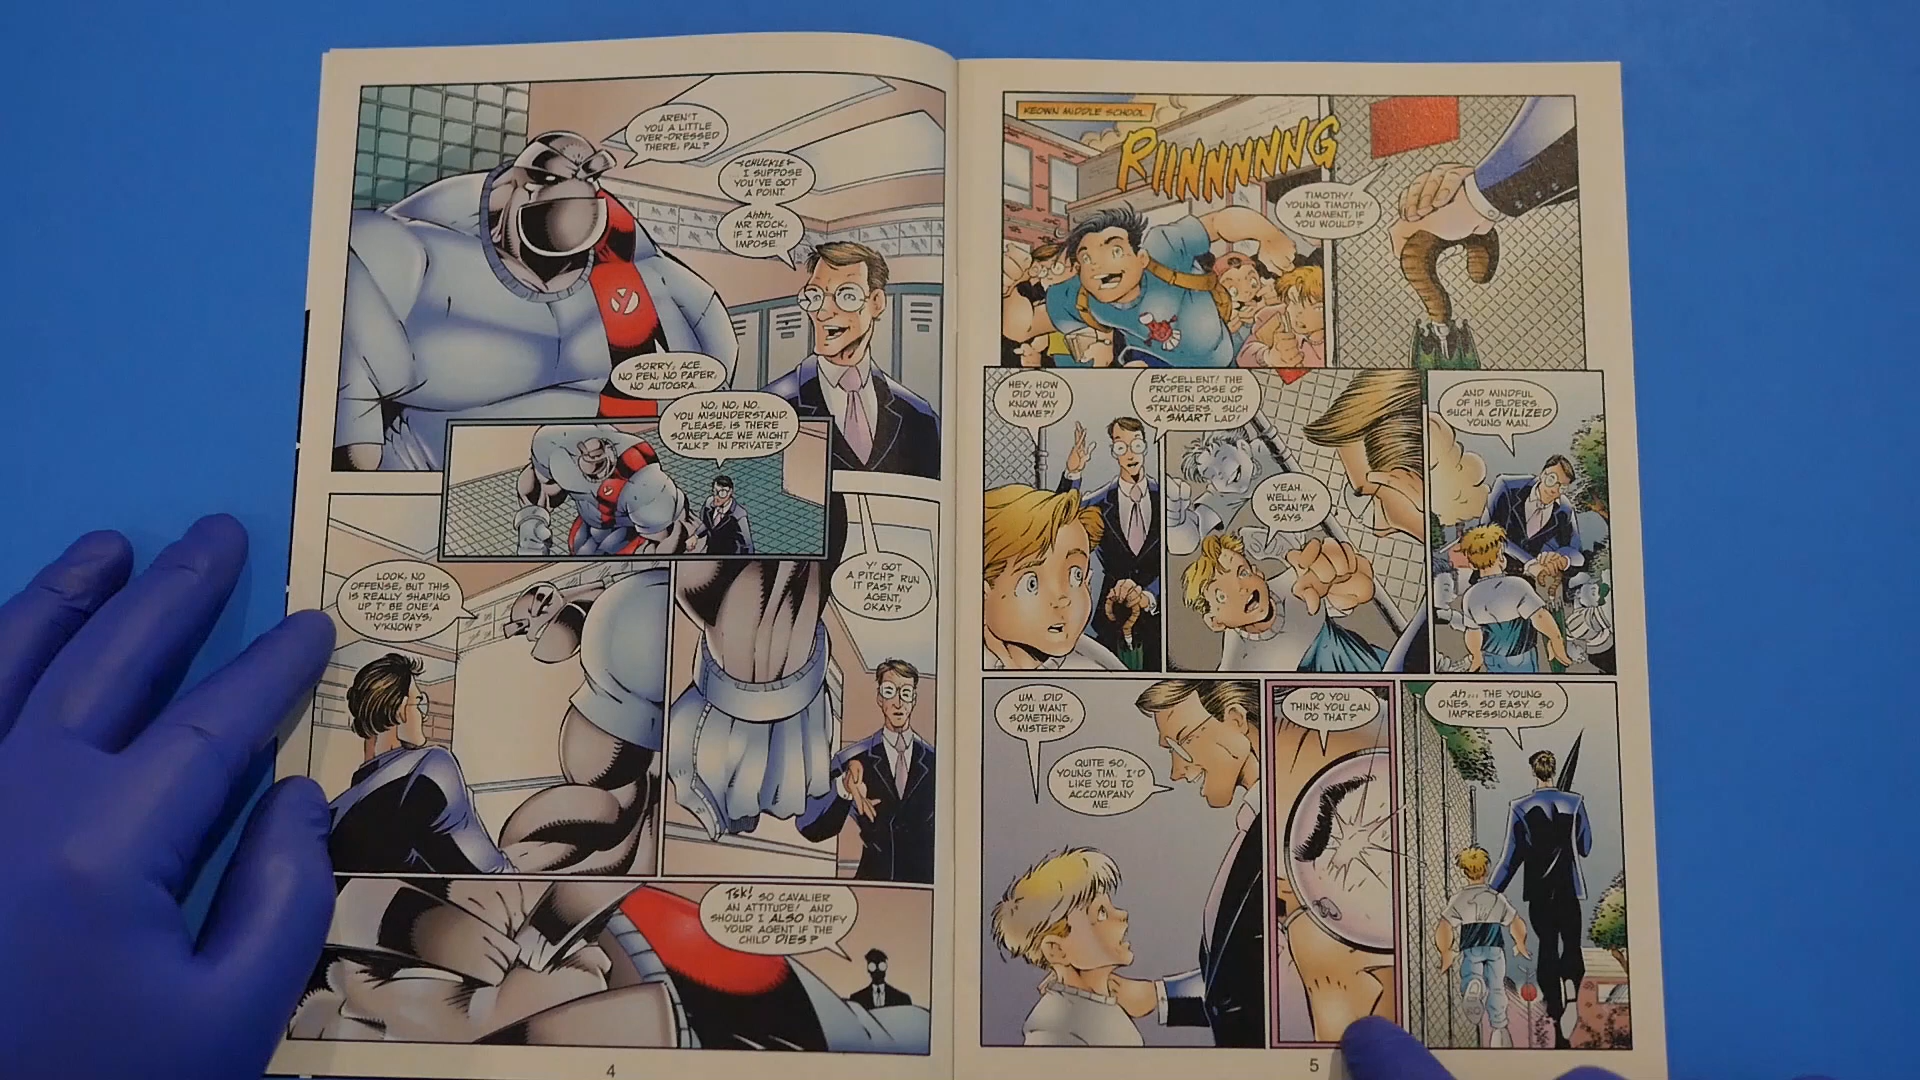 AREN'T
YOU A LITTLE
OVER-DRESSED
THERE, PAL?
<CHUCKLE>
I SUPPOSE
YOU'VE GOT
A POINT.
Ahhh,
MR. ROCK,
IF I MIGHT
IMPOSE.
SORRY, ACE.
NO PEN, NO PAPER,
NO AUTOGRA..
NO, NO, NO.
YOU MISUNDERSTAND.
PLEASE, IS THERE
SOMEPLACE WE MIGHT
TALK? IN PRIVATE?
LOOK, NO
OFFENSE, BUT THIS
IS REALLY SHAPING
UP T' BE ONE'A
THOSE DAYS,
Y'KNOW?
Y' GOT
A PITCH? RUN
IT PAST MY
AGENT,
OKAY?
TSK! SO CAVALIER
AN ATTITUDE! AND
SHOULD I ALSO NOTIFY
YOUR AGENT IF THE
CHILD DIES?
4
KEOWN MIDDLE SCHOOL.
RIINNNNNG
TIMOTHY!
YOUNG TIMOTHY!
A MOMENT, IF
YOU WOULD?
HEY, HOW
DID YOU
KNOW MY
NAME?!
EX-CELLENT! THE
PROPER DOSE OF
CAUTION AROUND
STRANGERS. SUCH
A SMART LAD!
YEAH.
WELL, MY
GRAN'PA
SAYS.
AND MINDFUL
OF HIS ELDERS.
SUCH A CIVILIZED
YOUNG MAN.
UM. DID
YOU WANT
SOMETHING,
MISTER?
QUITE SO,
YOUNG TIM. I'D
LIKE YOU TO
ACCOMPANY
ME.
DO YOU
THINK YOU CAN
DO THAT?
Ah... THE YOUNG
ONES. SO EASY. SO
IMPRESSIONABLE.
5